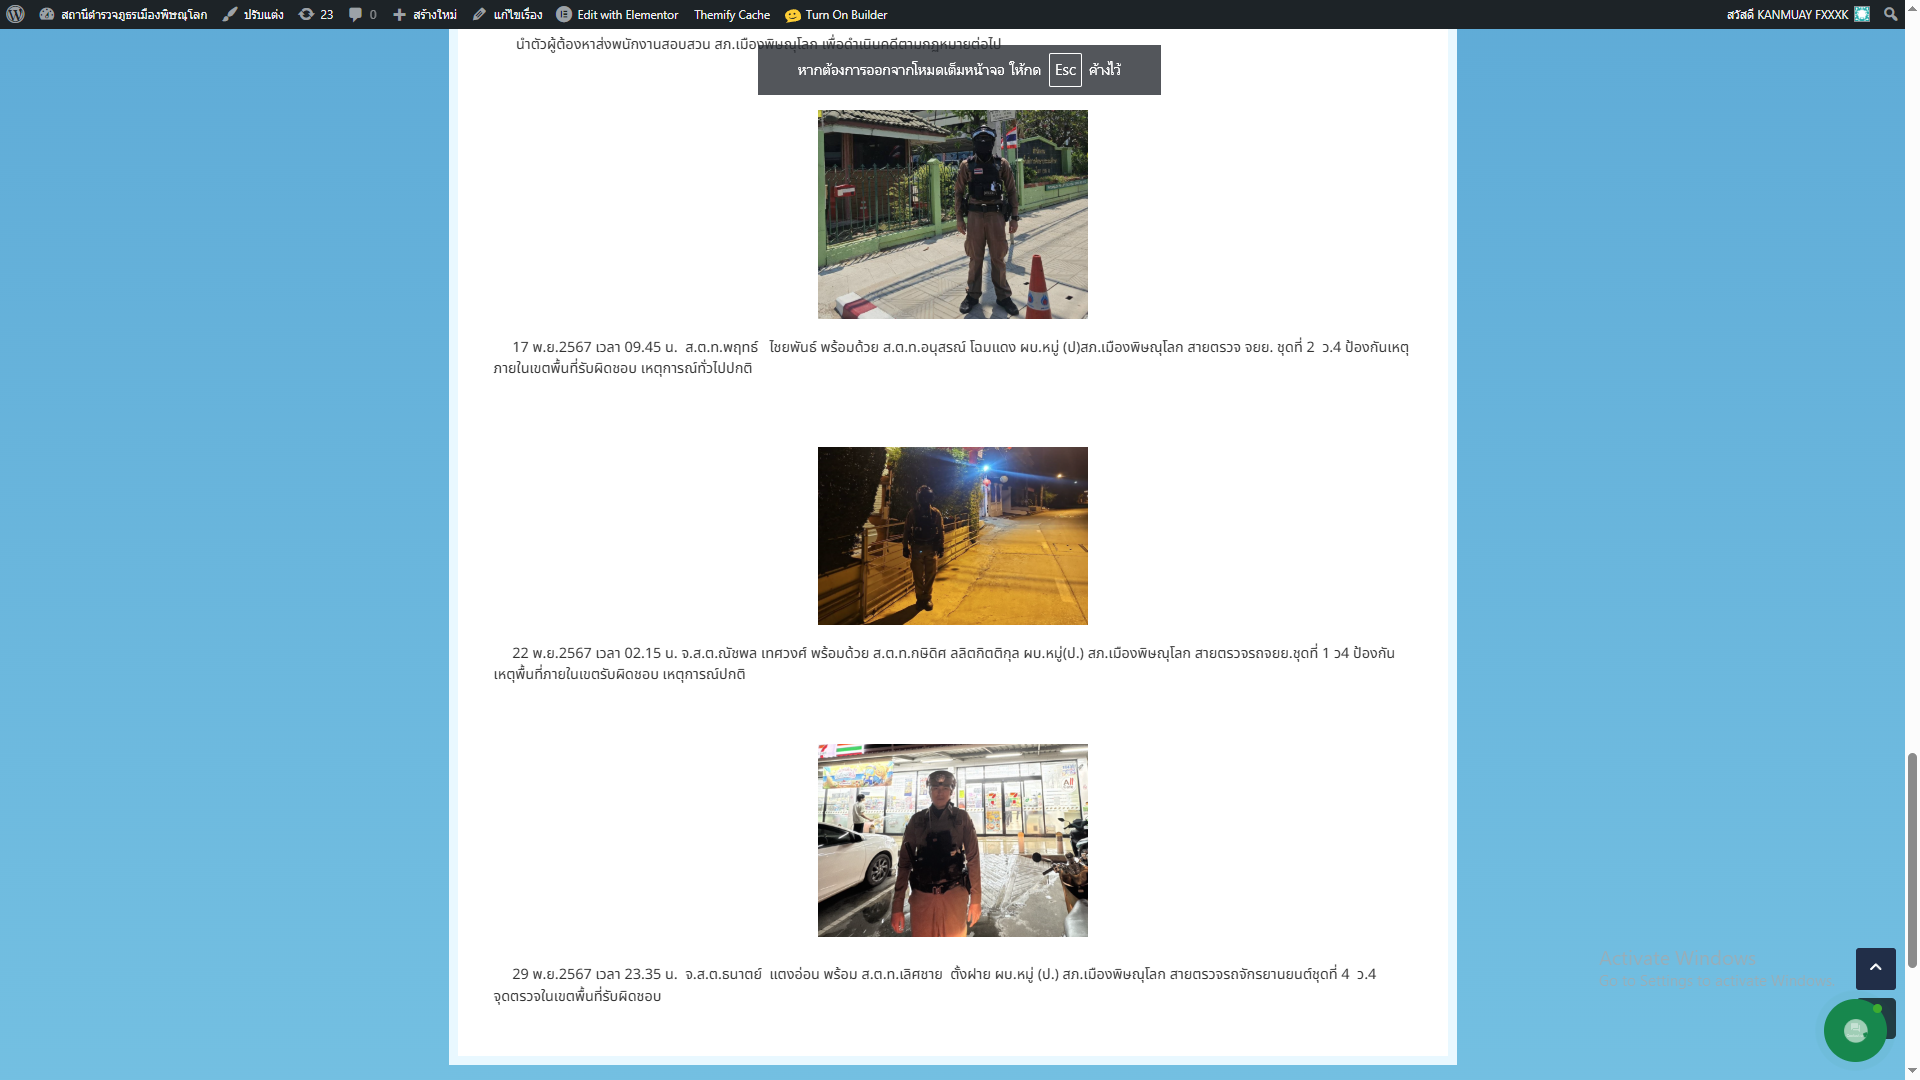 สถานีตำรวจภูธรเมืองพิษณุโลก ปรับแต่ง 23 0 สร้างใหม่ แก้ไขเรื่อง Edit with Elementor Themify Cache Turn On Builder สวัสดี KANMUAY FXXXK
นำตัวผู้ต้องหาส่งพนักงานสอบสวน สภ.เมืองพิษณุโลก เพื่อดำเนินคดีตามกฎหมายต่อไป
หากต้องการออกจากโหมดเต็มหน้าจอ ให้กด Esc ค้างไว้
17 พ.ย.2567 เวลา 09.45 น. ส.ต.ท.พฤทธ์ ไชยพันธ์ พร้อมด้วย ส.ต.ท.อนุสรณ์ โฉมแดง ผบ.หมู่ (ป)สภ.เมืองพิษณุโลก สายตรวจ จยย. ชุดที่ 2 ว.4 ป้องกันเหตุ
ภายในเขตพื้นที่รับผิดชอบ เหตุการณ์ทั่วไปปกติ
22 พ.ย.2567 เวลา 02.15 น. จ.ส.ต.ณัชพล เทศวงศ์ พร้อมด้วย ส.ต.ท.กษิดิศ ลลิตกิตติกุล ผบ.หมู่(ป.) สภ.เมืองพิษณุโลก สายตรวจรถจยย.ชุดที่ 1 ว4 ป้องกัน
เหตุพื้นที่ภายในเขตรับผิดชอบ เหตุการณ์ปกติ
29 พ.ย.2567 เวลา 23.35 น. จ.ส.ต.ธนาตย์ แตงอ่อน พร้อม ส.ต.ท.เลิศชาย ตั้งฝาย ผบ.หมู่ (ป.) สภ.เมืองพิษณุโลก สายตรวจรถจักรยานยนต์ชุดที่ 4 ว.4
จุดตรวจในเขตพื้นที่รับผิดชอบ
Activate Windows